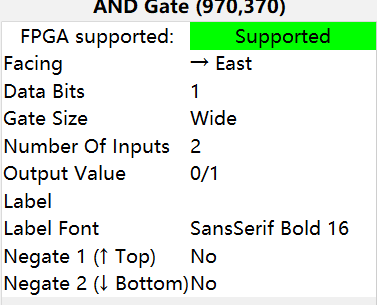 AND Gate (970,370)
FPGA supported: Supported
Facing → East
Data Bits 1
Gate Size Wide
Number Of Inputs 2
Output Value 0/1
Label
Label Font SansSerif Bold 16
Negate 1 (↑ Top) No
Negate 2 (↓ Bottom) No